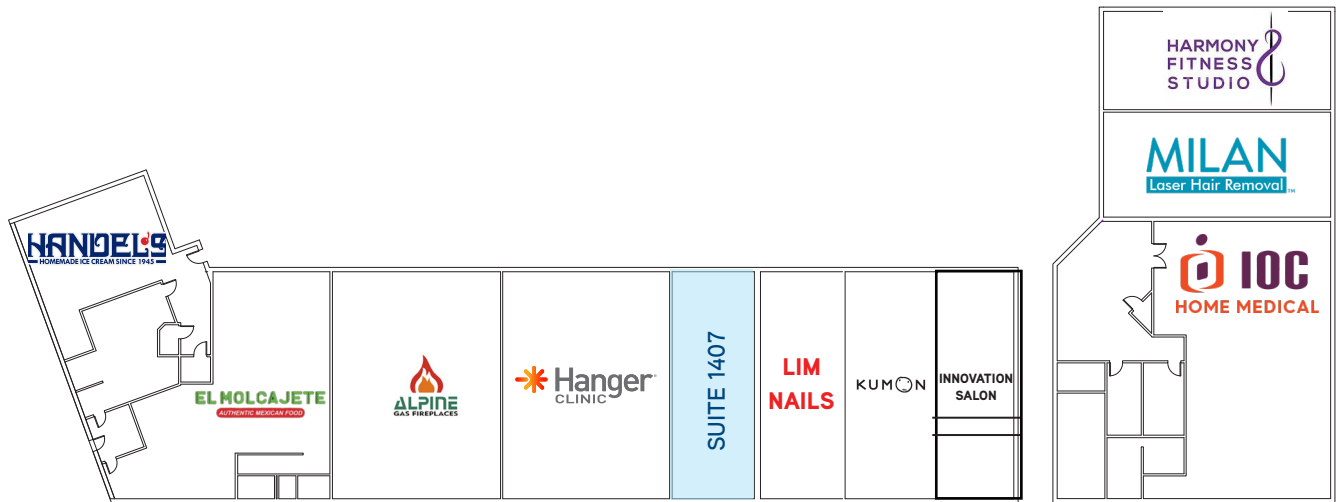 HARMONY
FITNESS
STUDIO
MILAN
Laser Hair Removal™
IOC
HOME MEDICAL
HANDEL'S
HOMEMADE ICE CREAM SINCE 1945
EL MOLCAJETE
AUTHENTIC MEXICAN FOOD
ALPINE
GAS FIREPLACES
Hanger
CLINIC
SUITE 1407
LIM
NAILS
KUMON
INNOVATION
SALON